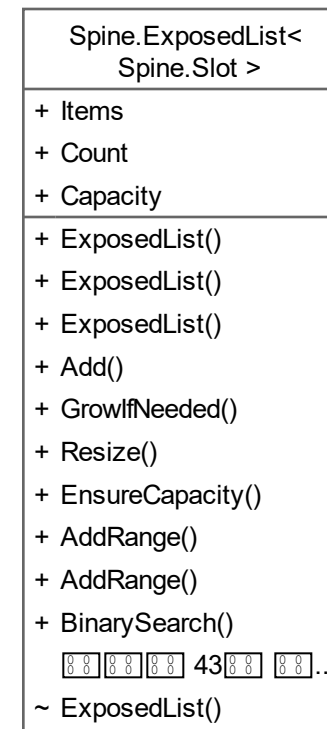 Spine.ExposedList<
Spine.Slot >
+ Items
+ Count
+ Capacity
+ ExposedList()
+ ExposedList()
+ ExposedList()
+ Add()
+ GrowIfNeeded()
+ Resize()
+ EnsureCapacity()
+ AddRange()
+ AddRange()
+ BinarySearch()
43 ..
~ ExposedList()